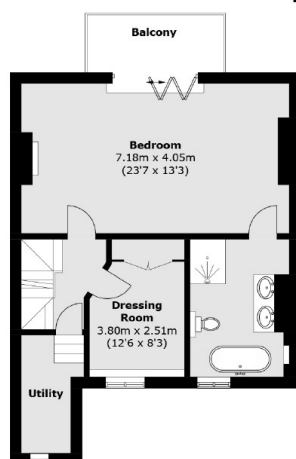 Balcony
Bedroom
7.18m x 4.05m
(23'7 x 13'3)
Dressing
Room
3.80m x 2.51m
(12'6 x 8'3)
Utility